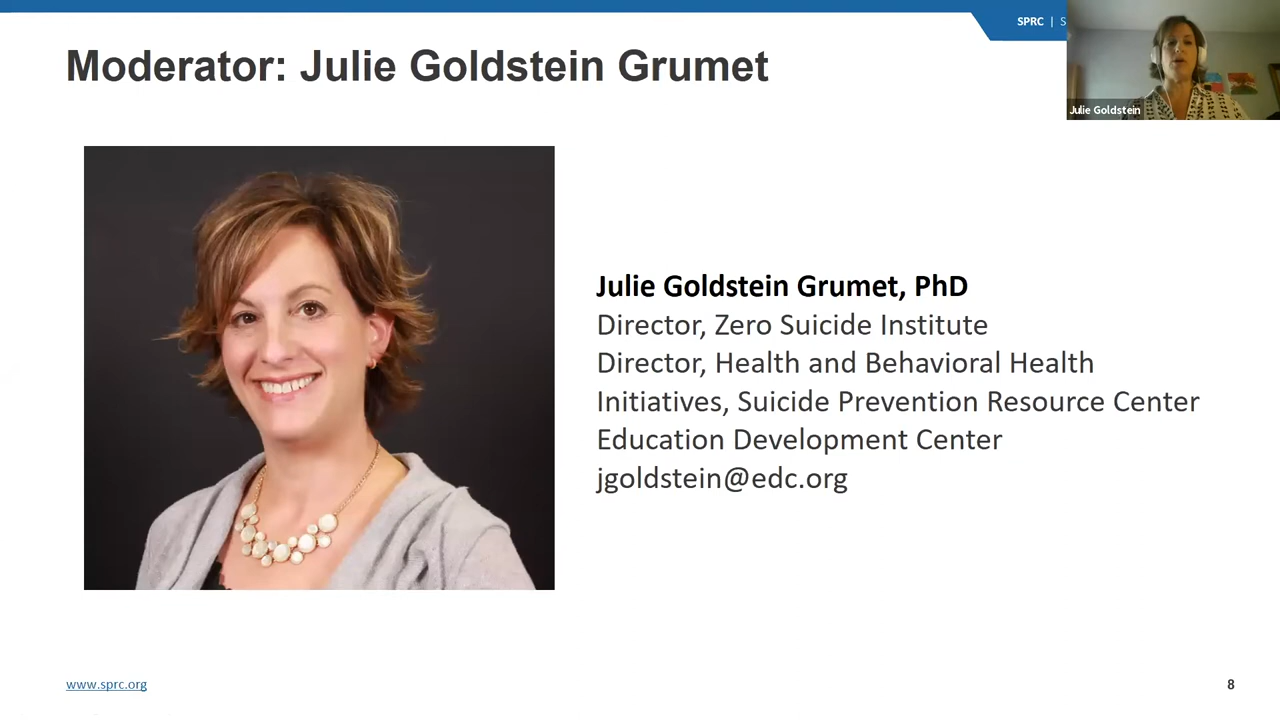 SPRC | S
Julie Goldstein
Moderator: Julie Goldstein Grumet
Julie Goldstein Grumet, PhD
Director, Zero Suicide Institute
Director, Health and Behavioral Health
Initiatives, Suicide Prevention Resource Center
Education Development Center
jgoldstein@edc.org
www.sprc.org
8